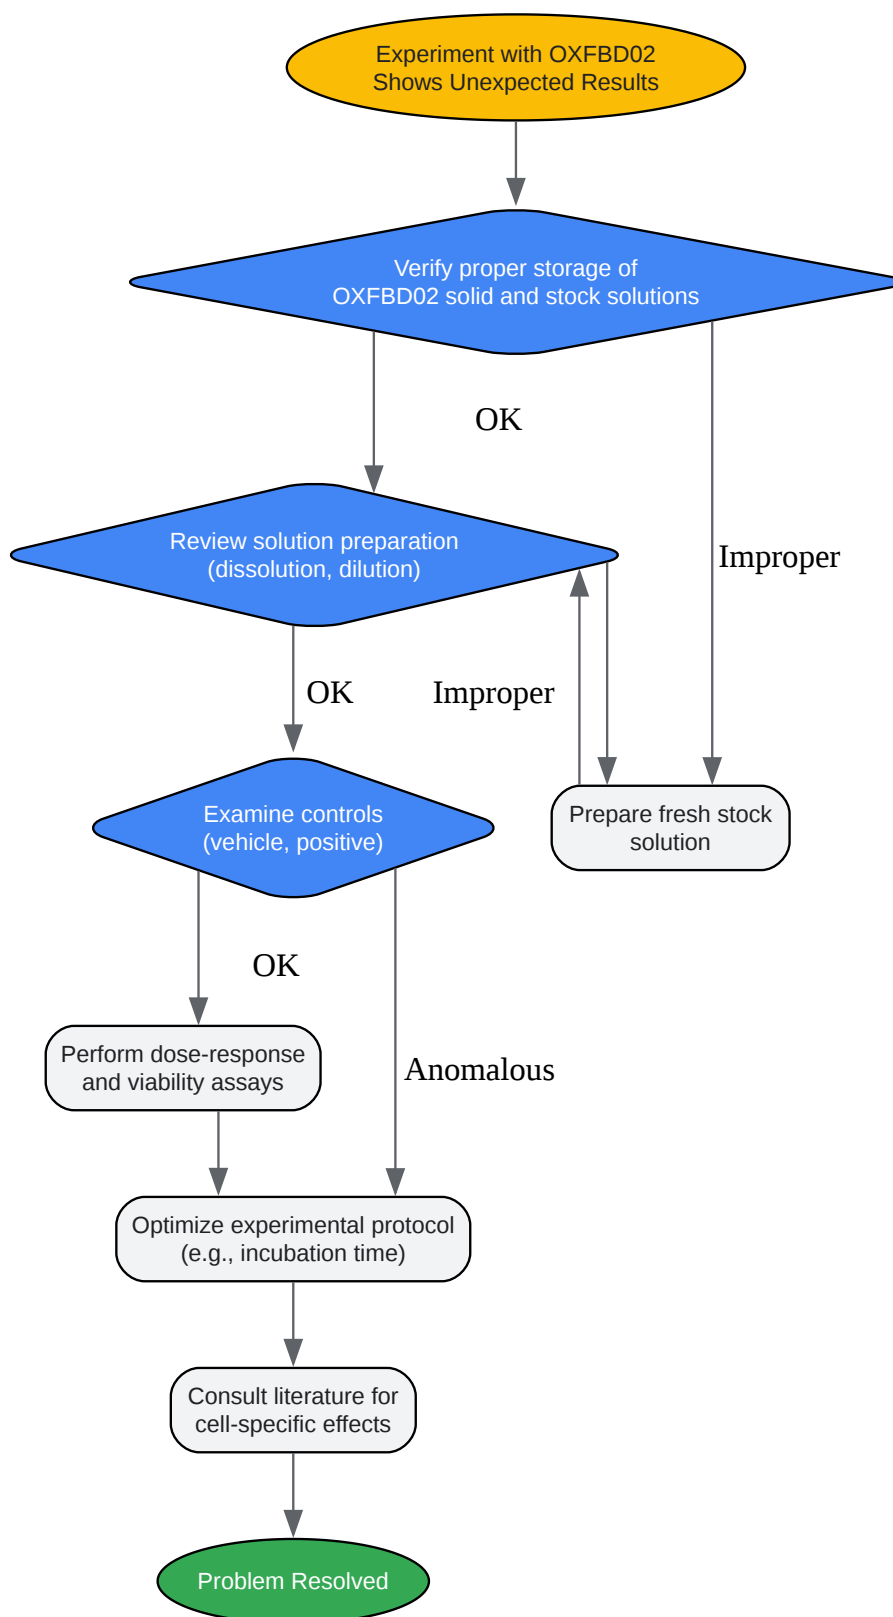 Experiment with OXFBD02
Shows Unexpected Results
Verify proper storage of
OXFBD02 solid and stock solutions
OK
Review solution preparation
(dissolution, dilution)
Improper
OK
Improper
Examine controls
(vehicle, positive)
Prepare fresh stock
solution
OK
Perform dose-response
and viability assays
Anomalous
Optimize experimental protocol
(e.g., incubation time)
Consult literature for
cell-specific effects
Problem Resolved